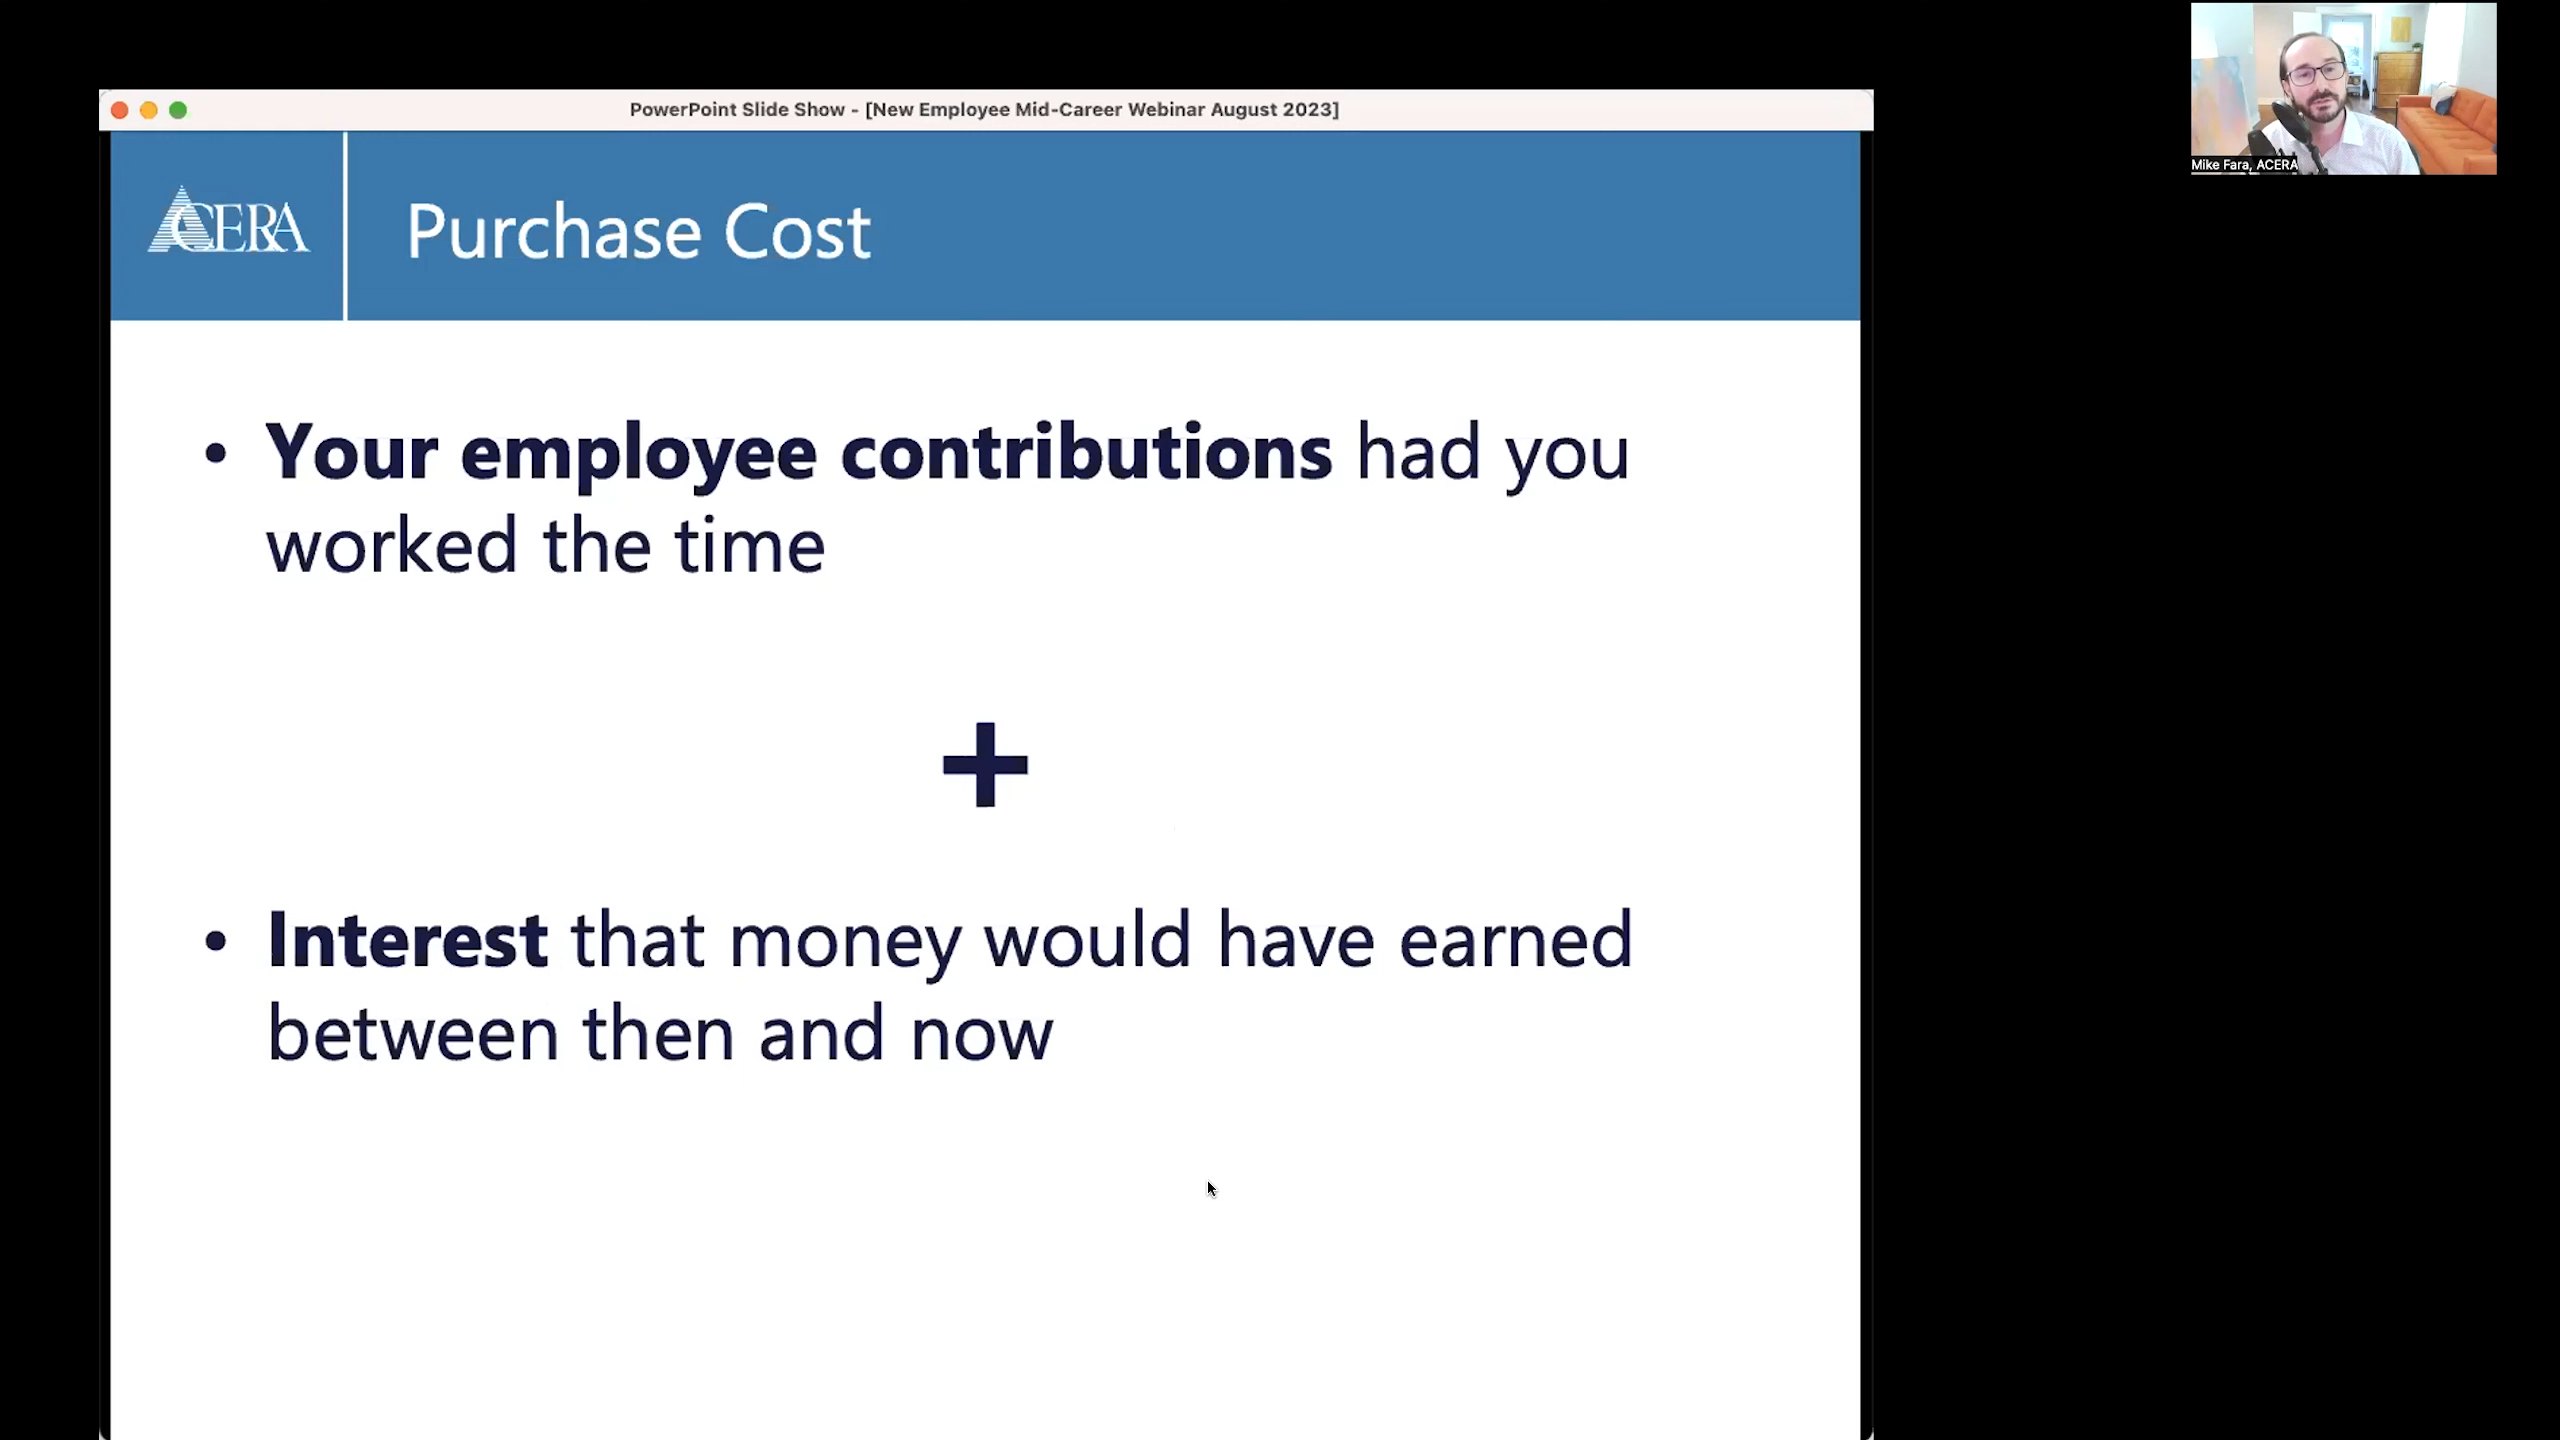 PowerPoint Slide Show - [New Employee Mid-Career Webinar August 2023]
Mike Fara, ACERA
ACERA
Purchase Cost
• Your employee contributions had you
worked the time
+
• Interest that money would have earned
between then and now